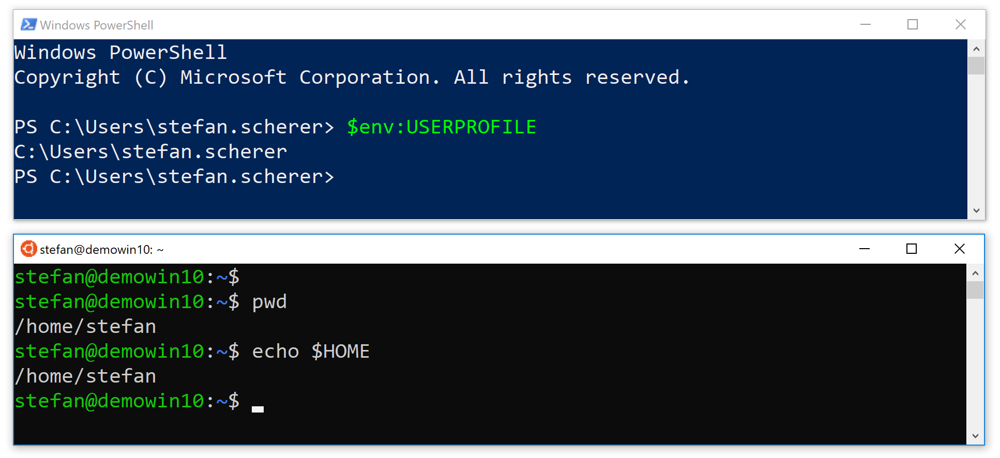 Windows PowerShell
Windows PowerShell
Copyright (C) Microsoft Corporation. All rights reserved.
PS C:\Users\stefan.scherer> $env:USERPROFILE
C:\Users\stefan.scherer
PS C:\Users\stefan.scherer>
stefan@demowin10: ~
stefan@demowin10:~$
stefan@demowin10:~$ pwd
/home/stefan
stefan@demowin10:~$ echo $HOME
/home/stefan
stefan@demowin10:~$